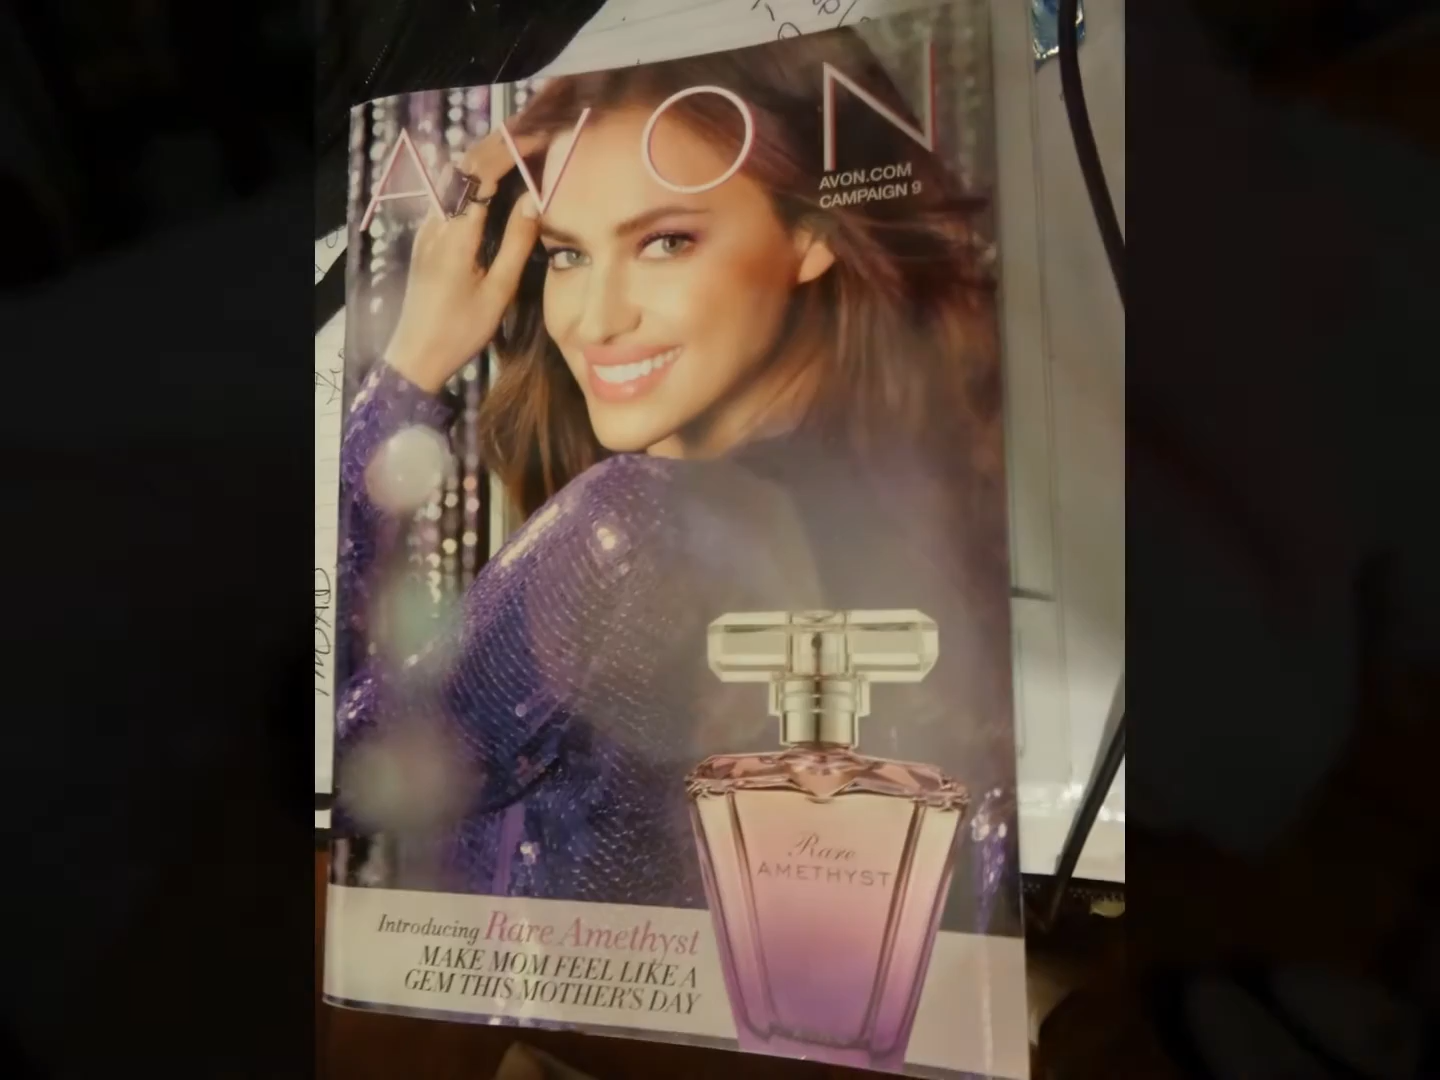 AVON
AVON.COM
CAMPAIGN 9
Rare
AMETHYST
Introducing Rare Amethyst
MAKE MOM FEEL LIKE A
GEM THIS MOTHER'S DAY